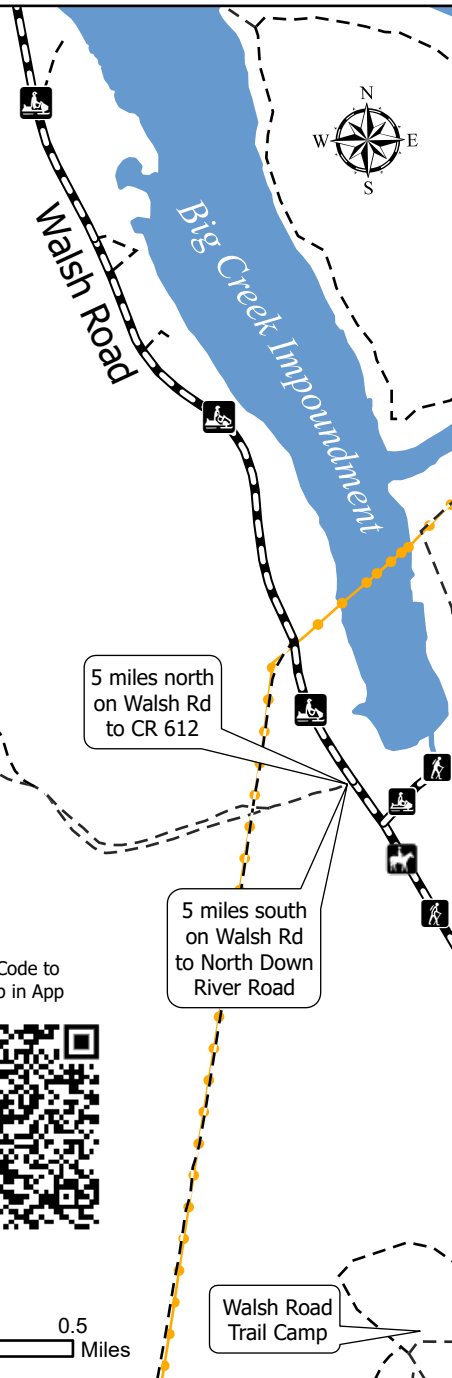 N
W E
S
Walsh Road
Big Creek Impoundment
5 miles north
on Walsh Rd
to CR 612
5 miles south
on Walsh Rd
to North Down
River Road
Code to
in App
0.5
Miles
Walsh Road
Trail Camp